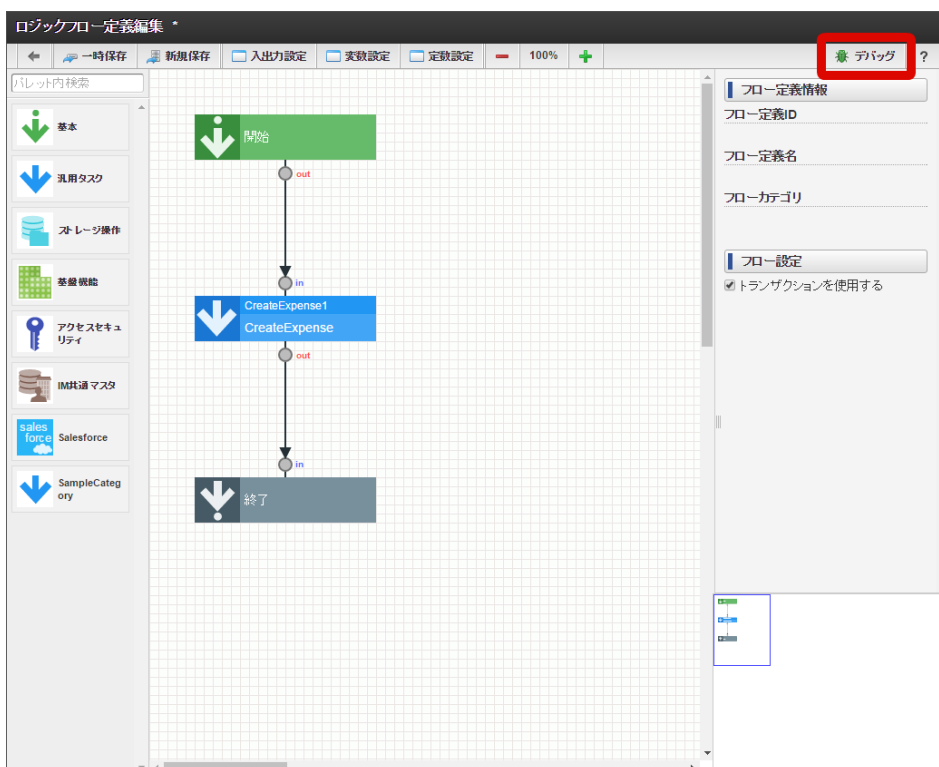 ロジックフロー定義編集 *
一時保存 新規保存 入出力設定 変数設定 定数設定 100% デバッグ ?
パレット内検索
基本
汎用タスク
ストレージ操作
基盤機能
アクセスセキュ
リティ
IM共通マスタ
sales
force
Salesforce
SampleCateg
ory
開始
out
in
CreateExpense1
CreateExpense
out
in
終了
フロー定義情報
フロー定義ID
フロー定義名
フローカテゴリ
フロー設定
トランザクションを使用する